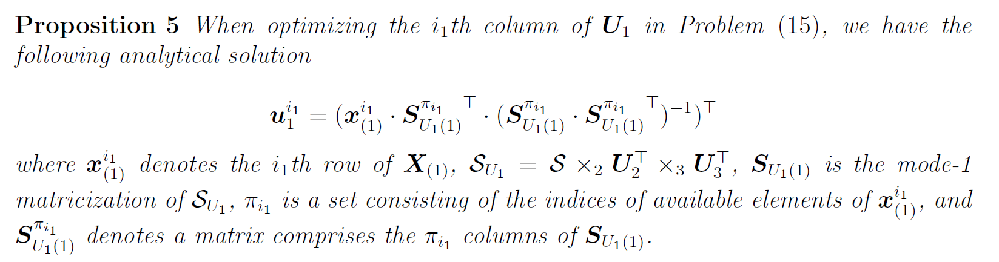 Proposition 5 When optimizing the i₁th column of U₁ in Problem (15), we have the
following analytical solution
$\boldsymbol{u}_1^{i_1} = (\boldsymbol{x}_{(1)}^{i_1} \cdot {\boldsymbol{S}_{U_1(1)}^{\pi_{i_1}}}^\top \cdot (\boldsymbol{S}_{U_1(1)}^{\pi_{i_1}} \cdot {\boldsymbol{S}_{U_1(1)}^{\pi_{i_1}}}^\top)^{-1})^\top$
where $\boldsymbol{x}_{(1)}^{i_1}$ denotes the $i_1$th row of $\boldsymbol{X}_{(1)}$, $\mathcal{S}_{U_1} = \mathcal{S} \times_2 \boldsymbol{U}_2^\top \times_3 \boldsymbol{U}_3^\top$, $\boldsymbol{S}_{U_1(1)}$ is the mode-1
matricization of $\mathcal{S}_{U_1}$, $\pi_{i_1}$ is a set consisting of the indices of available elements of $\boldsymbol{x}_{(1)}^{i_1}$, and
$\boldsymbol{S}_{U_1(1)}^{\pi_{i_1}}$ denotes a matrix comprises the $\pi_{i_1}$ columns of $\boldsymbol{S}_{U_1(1)}$.